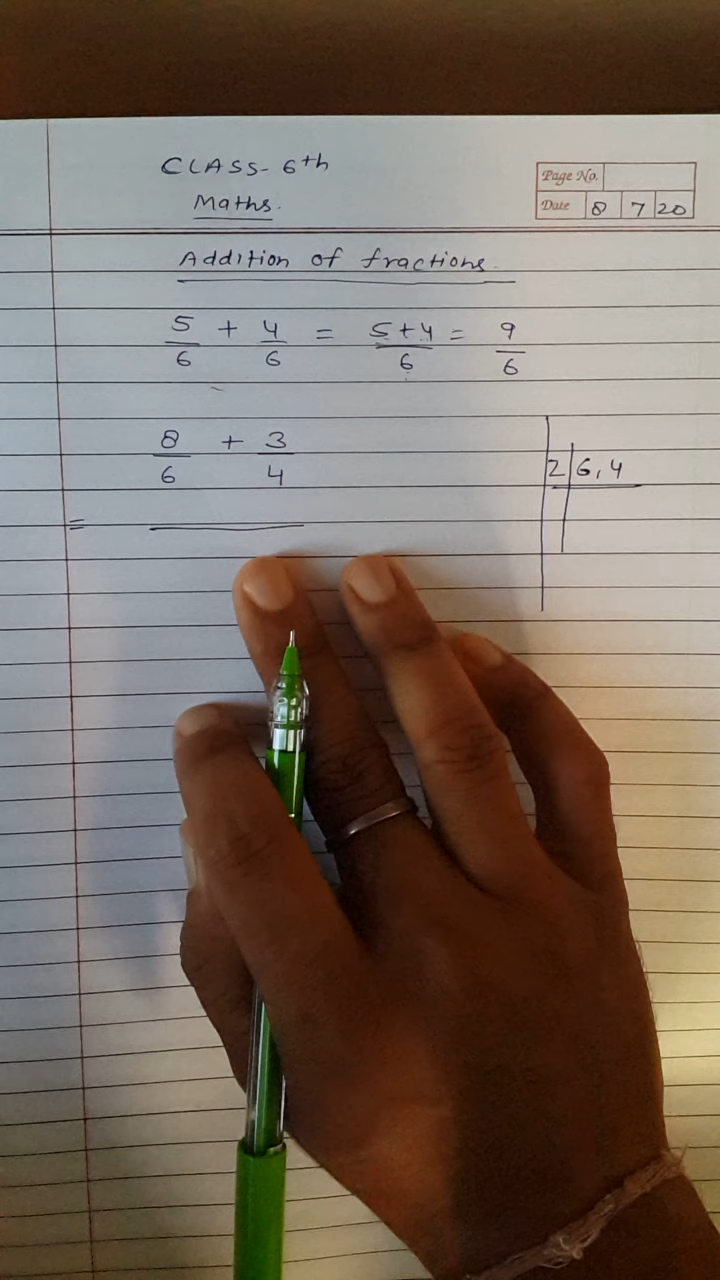 CLASS- 6th
Maths.
Page No.
Date 8 7 20
Addition of fractions.
5/6 + 4/6 = 5+4/6 = 9/6
8/6 + 3/4
2 | 6, 4
=